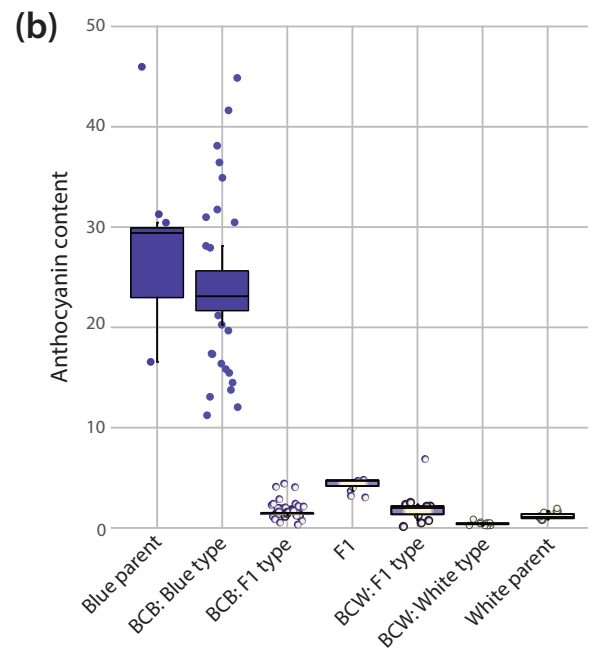 (b)
50
40
30
20
10
0
Anthocyanin content
Blue parent
BCB: Blue type
BCB: F1 type
F1
BCW: F1 type
BCW: White type
White parent